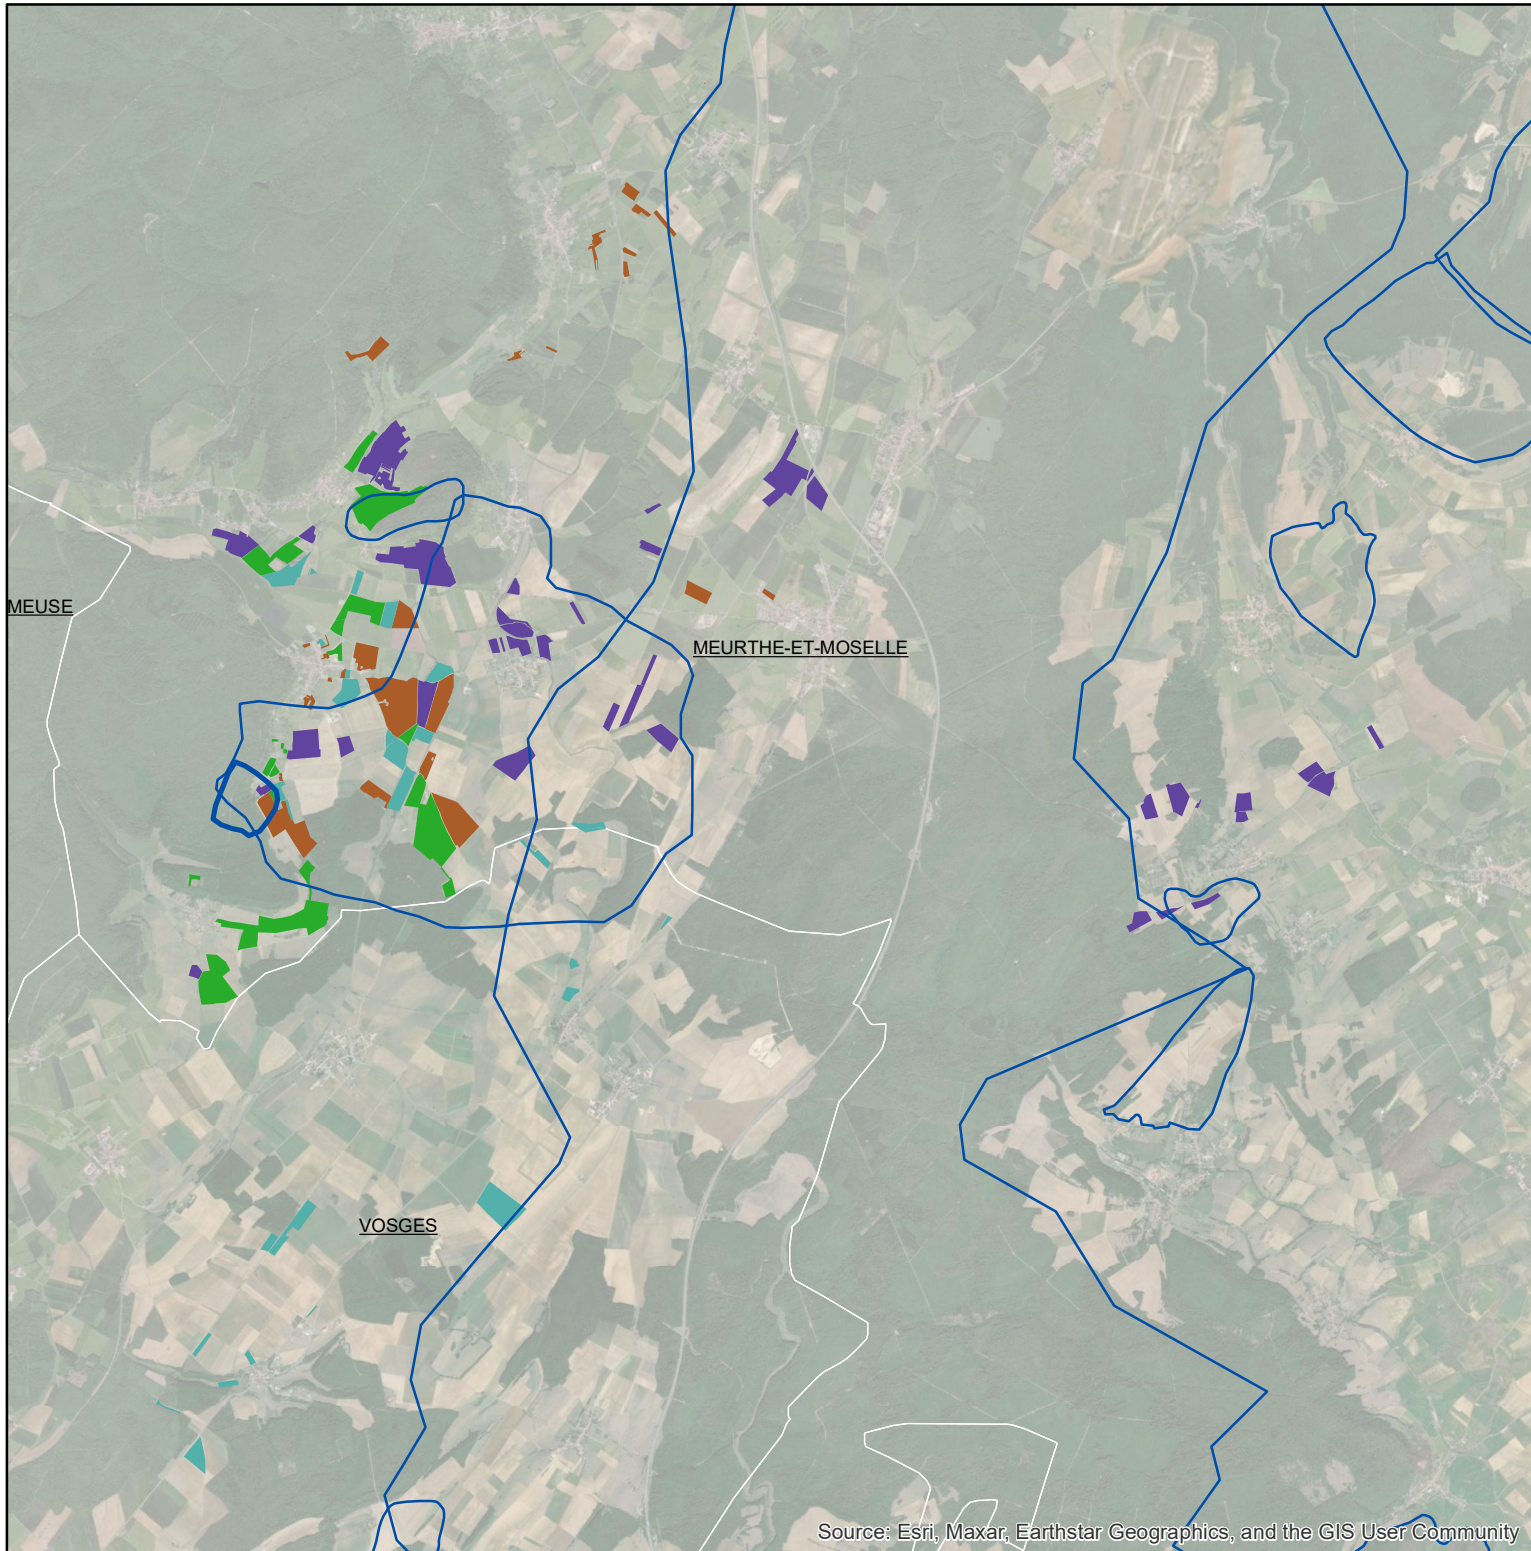 MEUSE
MEURTHE-ET-MOSELLE
VOSGES
Source: Esri, Maxar, Earthstar Geographics, and the GIS User Community